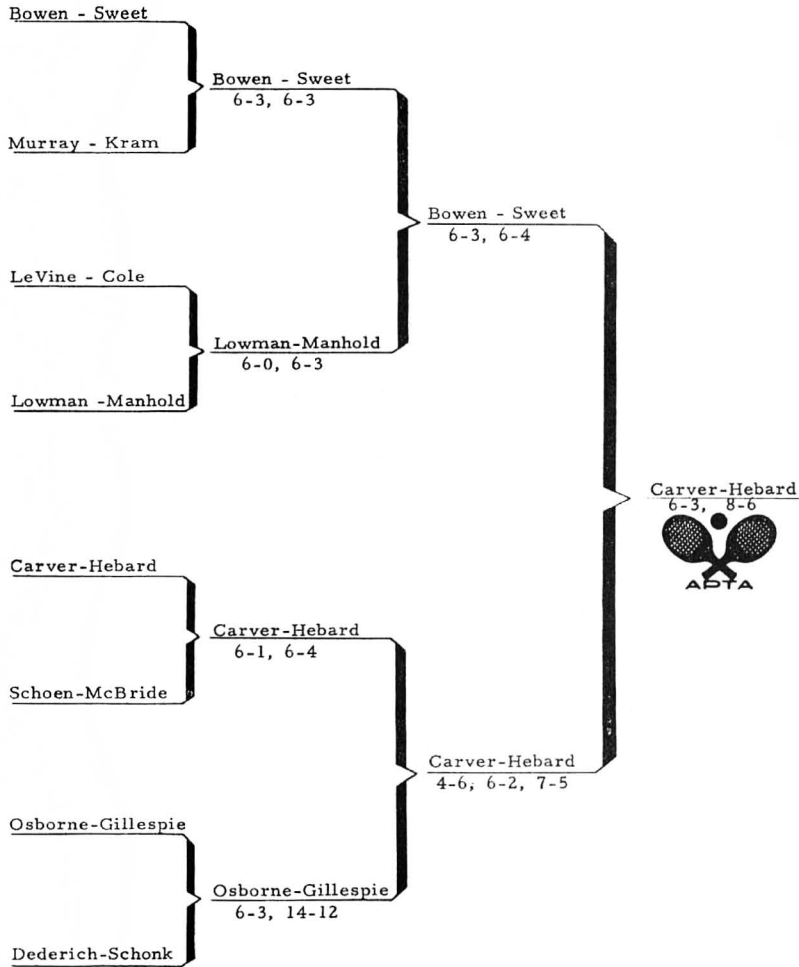 Bowen - Sweet
Bowen - Sweet
6-3, 6-3
Murray - Kram
Bowen - Sweet
6-3, 6-4
LeVine - Cole
Lowman-Manhold
6-0, 6-3
Lowman -Manhold
Carver-Hebard
6-3, 8-6
APTA
Carver-Hebard
Carver-Hebard
6-1, 6-4
Schoen-McBride
Carver-Hebard
4-6, 6-2, 7-5
Osborne-Gillespie
Osborne-Gillespie
6-3, 14-12
Dederich-Schonk